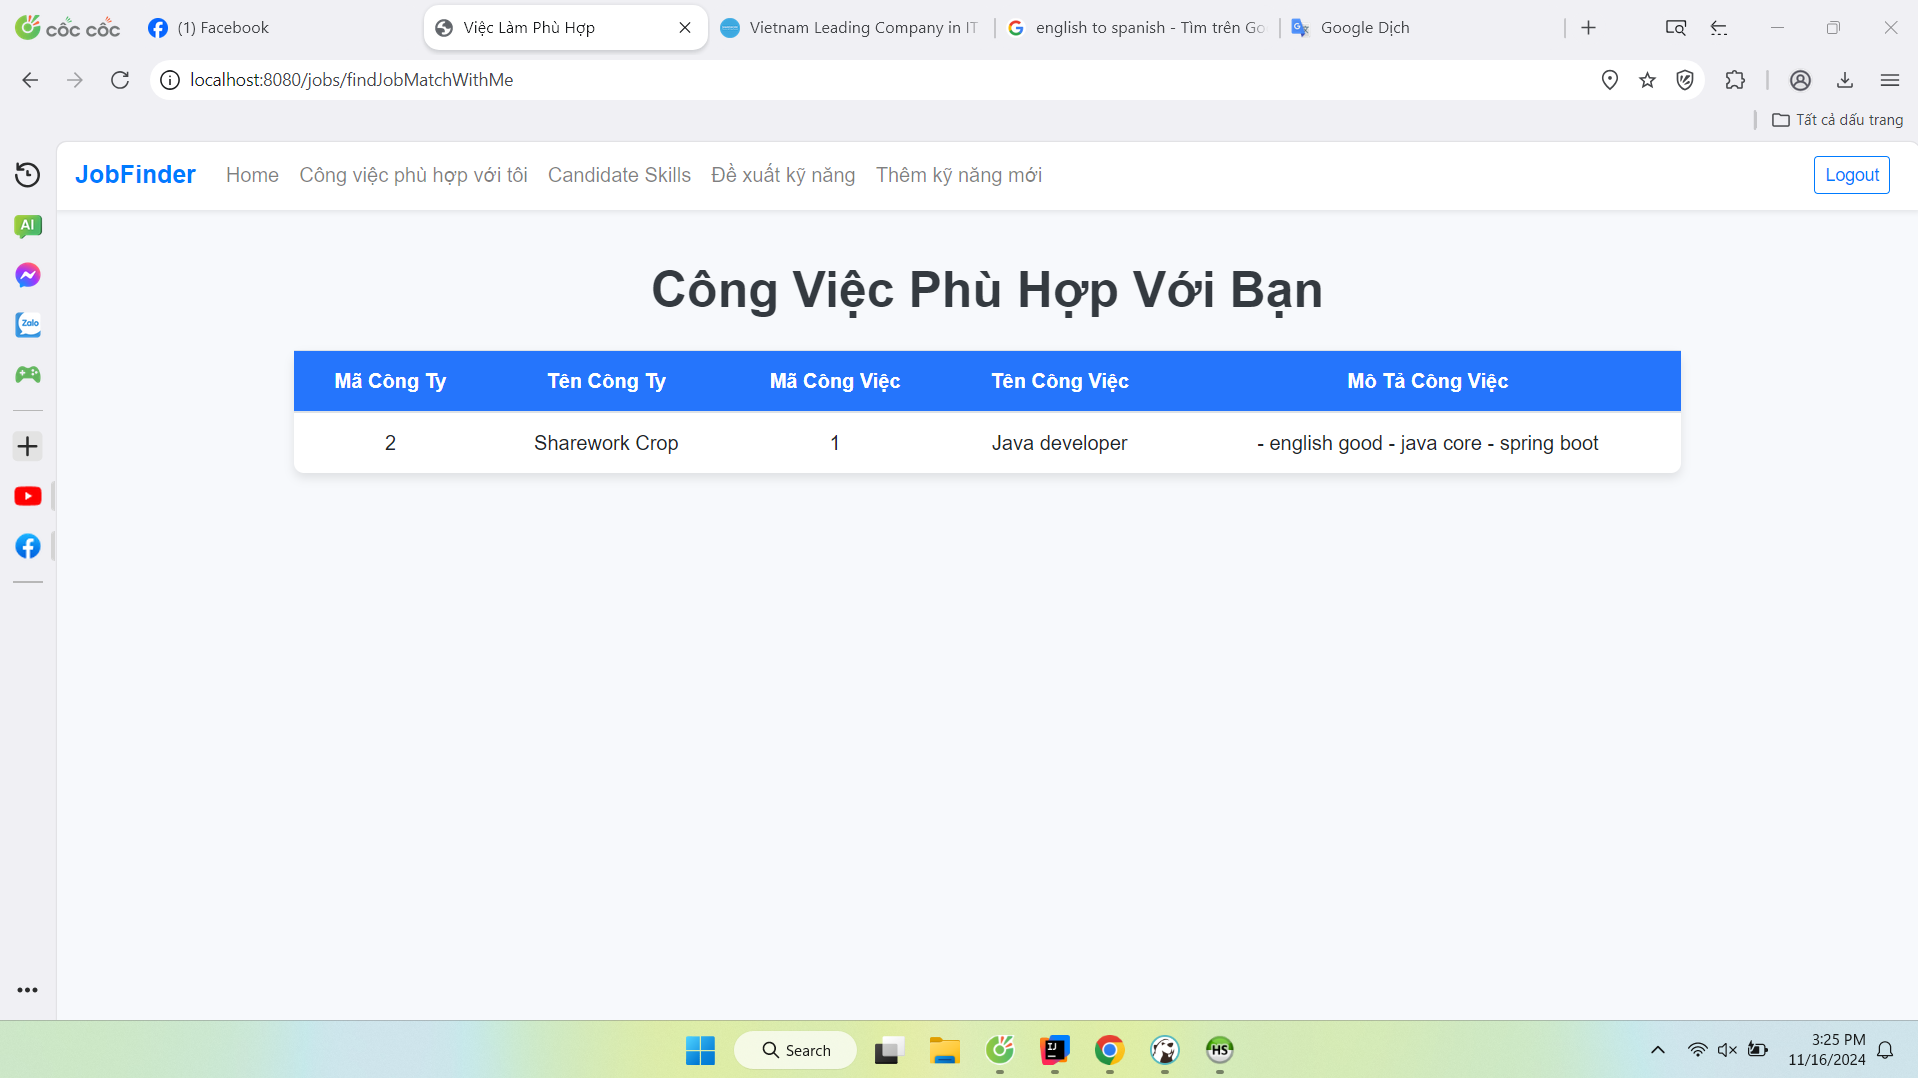 cốc cốc
(1) Facebook
Việc Làm Phù Hợp
Vietnam Leading Company in IT
english to spanish - Tìm trên Go
Google Dịch
localhost:8080/jobs/findJobMatchWithMe
Tất cả dấu trang
AI
Zalo
JobFinder
Home
Công việc phù hợp với tôi
Candidate Skills
Đề xuất kỹ năng
Thêm kỹ năng mới
Logout
Công Việc Phù Hợp Với Bạn
Mã Công Ty
Tên Công Ty
Mã Công Việc
Tên Công Việc
Mô Tả Công Việc
2
Sharework Crop
1
Java developer
- english good - java core - spring boot
Search
IJ
HS
3:25 PM
11/16/2024